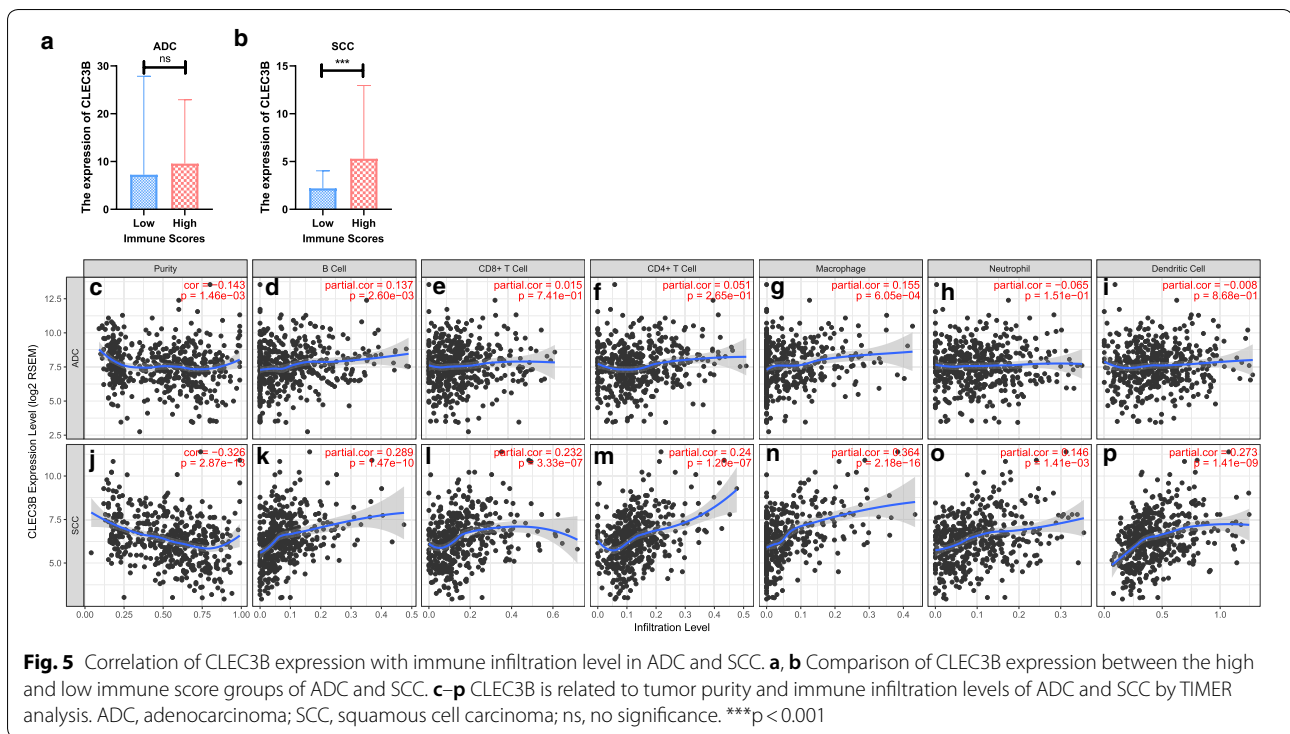 a
ADC
ns
The expression of CLEC3B
30
20
10
0
Low
High
Immune Scores
b
SCC
***
The expression of CLEC3B
15
10
5
0
Low
High
Immune Scores
Purity
B Cell
CD8+ T Cell
CD4+ T Cell
Macrophage
Neutrophil
Dendritic Cell
CLEC3B Expression Level (log2 RSEM)
ADC
12.5
10.0
7.5
5.0
2.5
c
cor = −0.143
p = 1.46e−03
d
partial.cor = 0.137
p = 2.60e−03
e
partial.cor = 0.015
p = 7.41e−01
f
partial.cor = 0.051
p = 2.65e−01
g
partial.cor = 0.155
p = 6.05e−04
h
partial.cor = −0.065
p = 1.51e−01
i
partial.cor = −0.008
p = 8.68e−01
SCC
10.0
7.5
5.0
j
cor = −0.326
p = 2.87e−13
k
partial.cor = 0.289
p = 1.47e−10
l
partial.cor = 0.232
p = 3.33e−07
m
partial.cor = 0.24
p = 1.20e−07
n
partial.cor = 0.364
p = 2.18e−16
o
partial.cor = 0.146
p = 1.41e−03
p
partial.cor = 0.273
p = 1.41e−09
0.00 0.25 0.50 0.75 1.00
0.0 0.1 0.2 0.3 0.4 0.5
0.0 0.2 0.4 0.6
0.0 0.1 0.2 0.3 0.4 0.5
0.0 0.1 0.2 0.3 0.4
0.0 0.1 0.2 0.3
0.0 0.5 1.0
Infiltration Level
Fig. 5 Correlation of CLEC3B expression with immune infiltration level in ADC and SCC. a, b Comparison of CLEC3B expression between the high
and low immune score groups of ADC and SCC. c–p CLEC3B is related to tumor purity and immune infiltration levels of ADC and SCC by TIMER
analysis. ADC, adenocarcinoma; SCC, squamous cell carcinoma; ns, no significance. ***p < 0.001